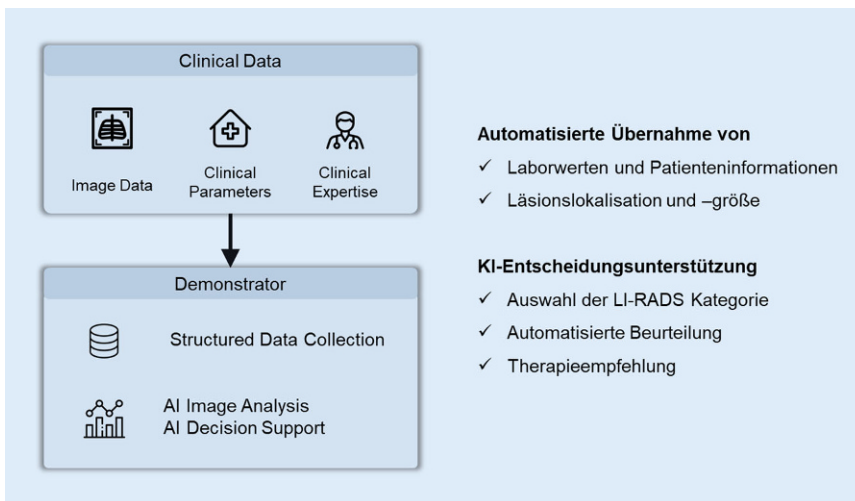 Clinical Data
Image Data
Clinical
Parameters
Clinical
Expertise
Demonstrator
Structured Data Collection
AI Image Analysis
AI Decision Support
Automatisierte Übernahme von
✓ Laborwerten und Patienteninformationen
✓ Läsionslokalisation und –größe
KI-Entscheidungsunterstützung
✓ Auswahl der LI-RADS Kategorie
✓ Automatisierte Beurteilung
✓ Therapieempfehlung